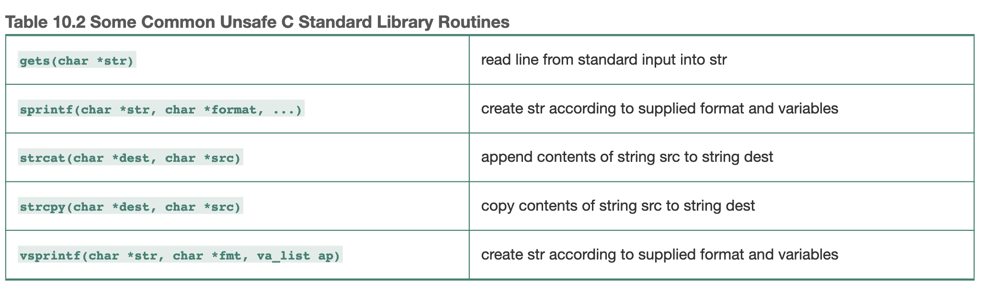 Table 10.2 Some Common Unsafe C Standard Library Routines
gets(char *str)
read line from standard input into str
sprintf(char *str, char *format, ...)
create str according to supplied format and variables
strcat(char *dest, char *src)
append contents of string src to string dest
strcpy(char *dest, char *src)
copy contents of string src to string dest
vsprintf(char *str, char *fmt, va_list ap)
create str according to supplied format and variables